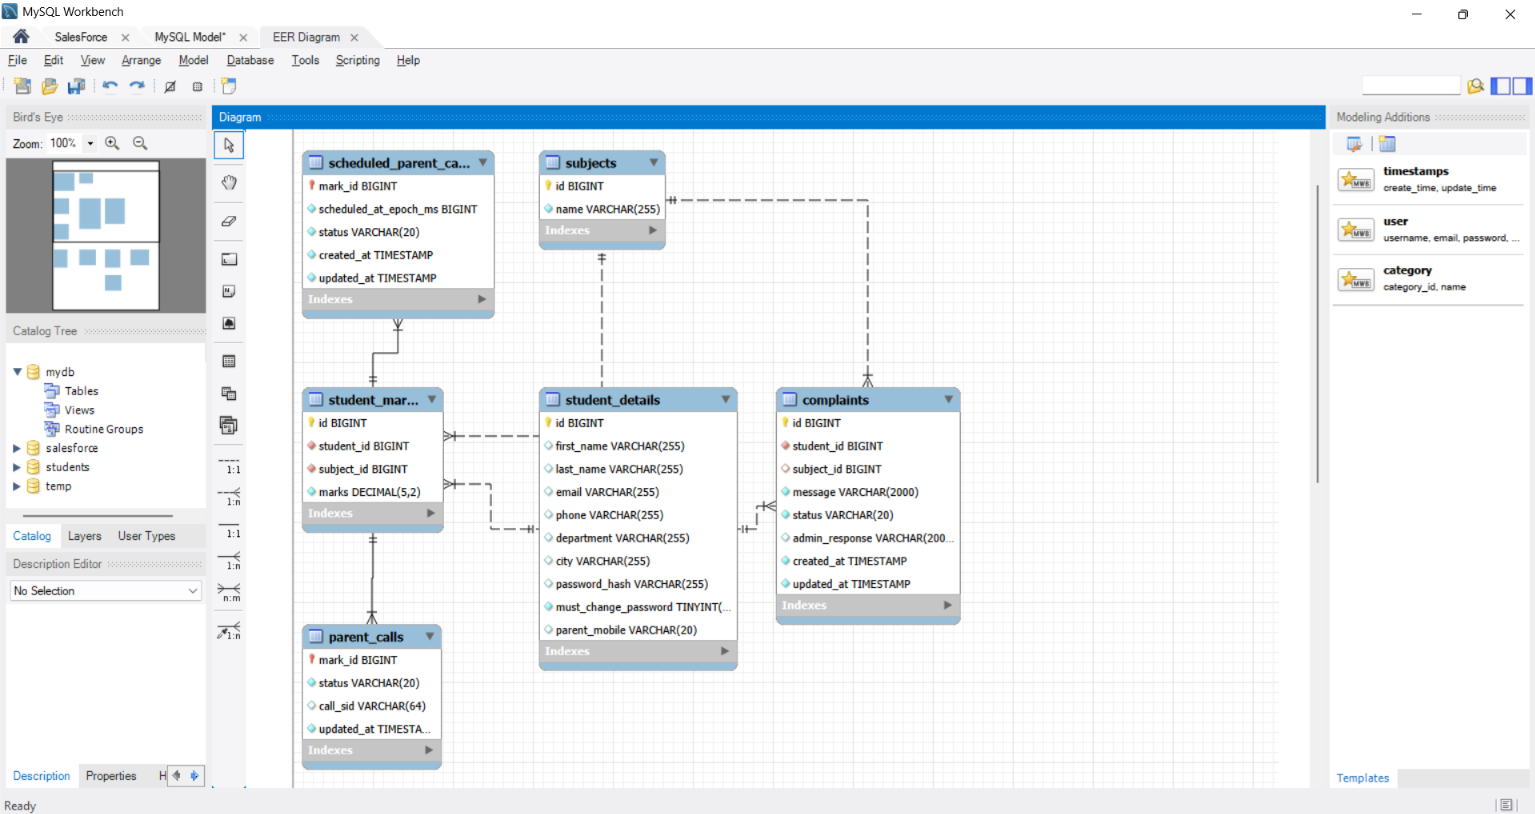 MySQL Workbench
SalesForce
MySQL Model*
EER Diagram
File Edit View Arrange Model Database Tools Scripting Help
Bird's Eye
Zoom: 100%
Catalog Tree
mydb
Tables
Views
Routine Groups
salesforce
students
temp
Catalog Layers User Types
Description Editor
No Selection
Description Properties H
Ready
1:1
1:n
1:1
1:n
n:m
1:n
Diagram
scheduled_parent_ca...
mark_id BIGINT
scheduled_at_epoch_ms BIGINT
status VARCHAR(20)
created_at TIMESTAMP
updated_at TIMESTAMP
Indexes
subjects
id BIGINT
name VARCHAR(255)
Indexes
student_mar...
id BIGINT
student_id BIGINT
subject_id BIGINT
marks DECIMAL(5,2)
Indexes
student_details
id BIGINT
first_name VARCHAR(255)
last_name VARCHAR(255)
email VARCHAR(255)
phone VARCHAR(255)
department VARCHAR(255)
city VARCHAR(255)
password_hash VARCHAR(255)
must_change_password TINYINT(...
parent_mobile VARCHAR(20)
Indexes
complaints
id BIGINT
student_id BIGINT
subject_id BIGINT
message VARCHAR(2000)
status VARCHAR(20)
admin_response VARCHAR(200...
created_at TIMESTAMP
updated_at TIMESTAMP
Indexes
parent_calls
mark_id BIGINT
status VARCHAR(20)
call_sid VARCHAR(64)
updated_at TIMESTA...
Indexes
Modeling Additions
MWB
timestamps
create_time, update_time
MWB
user
username, email, password, ...
MWB
category
category_id, name
Templates